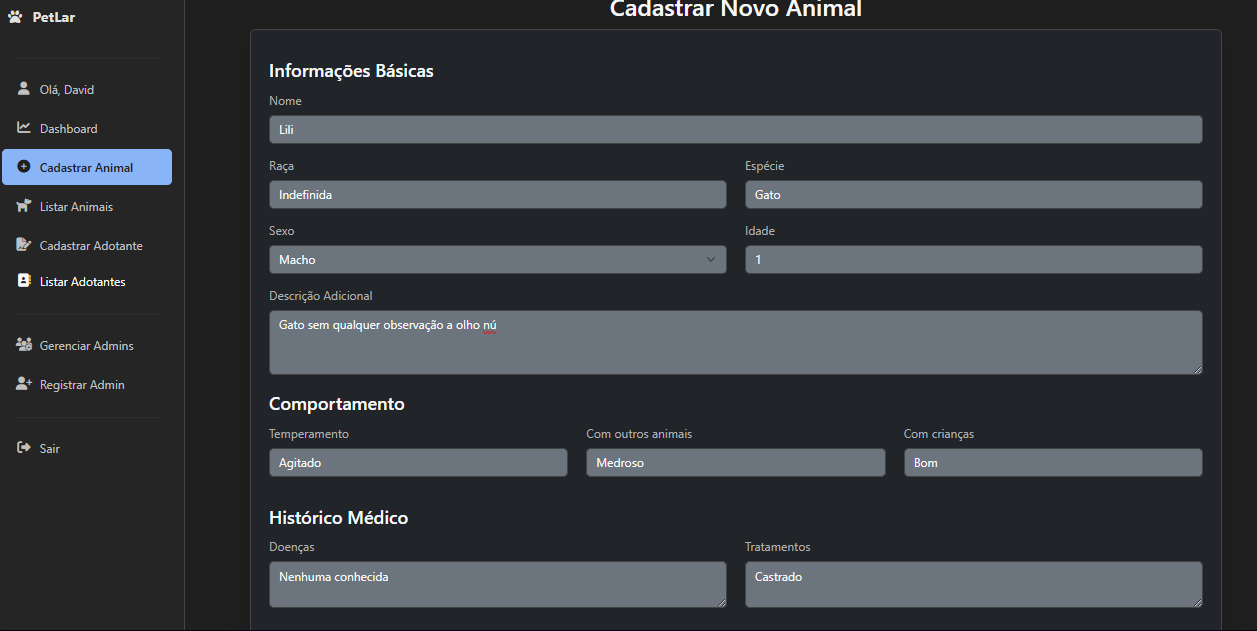 PetLar
Olá, David
Dashboard
Cadastrar Animal
Listar Animais
Cadastrar Adotante
Listar Adotantes
Gerenciar Admins
Registrar Admin
Sair
Cadastrar Novo Animal
Informações Básicas
Nome
Lili
Raça
Espécie
Indefinida
Gato
Sexo
Idade
Macho
1
Descrição Adicional
Gato sem qualquer observação a olho nú
Comportamento
Temperamento
Com outros animais
Com crianças
Agitado
Medroso
Bom
Histórico Médico
Doenças
Tratamentos
Nenhuma conhecida
Castrado